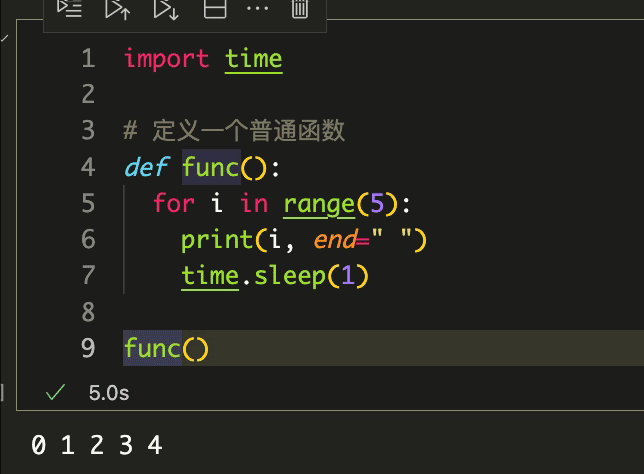 1 import time
2
3 # 定义一个普通函数
4 def func():
5   for i in range(5):
6     print(i, end=" ")
7     time.sleep(1)
8
9 func()
5.0s
0 1 2 3 4